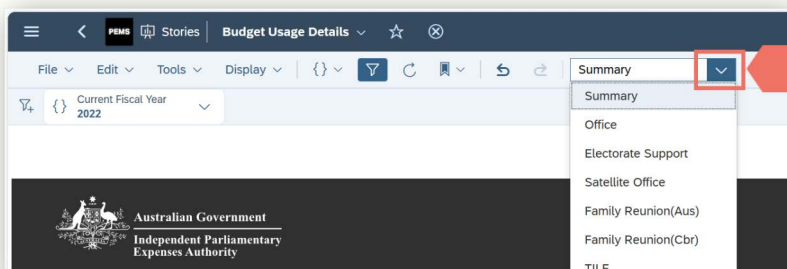 PEMS Stories Budget Usage Details
File Edit Tools Display {} Summary
{} Current Fiscal Year
2022
Summary
Office
Electorate Support
Satellite Office
Family Reunion(Aus)
Family Reunion(Cbr)
TILE
Australian Government
Independent Parliamentary
Expenses Authority